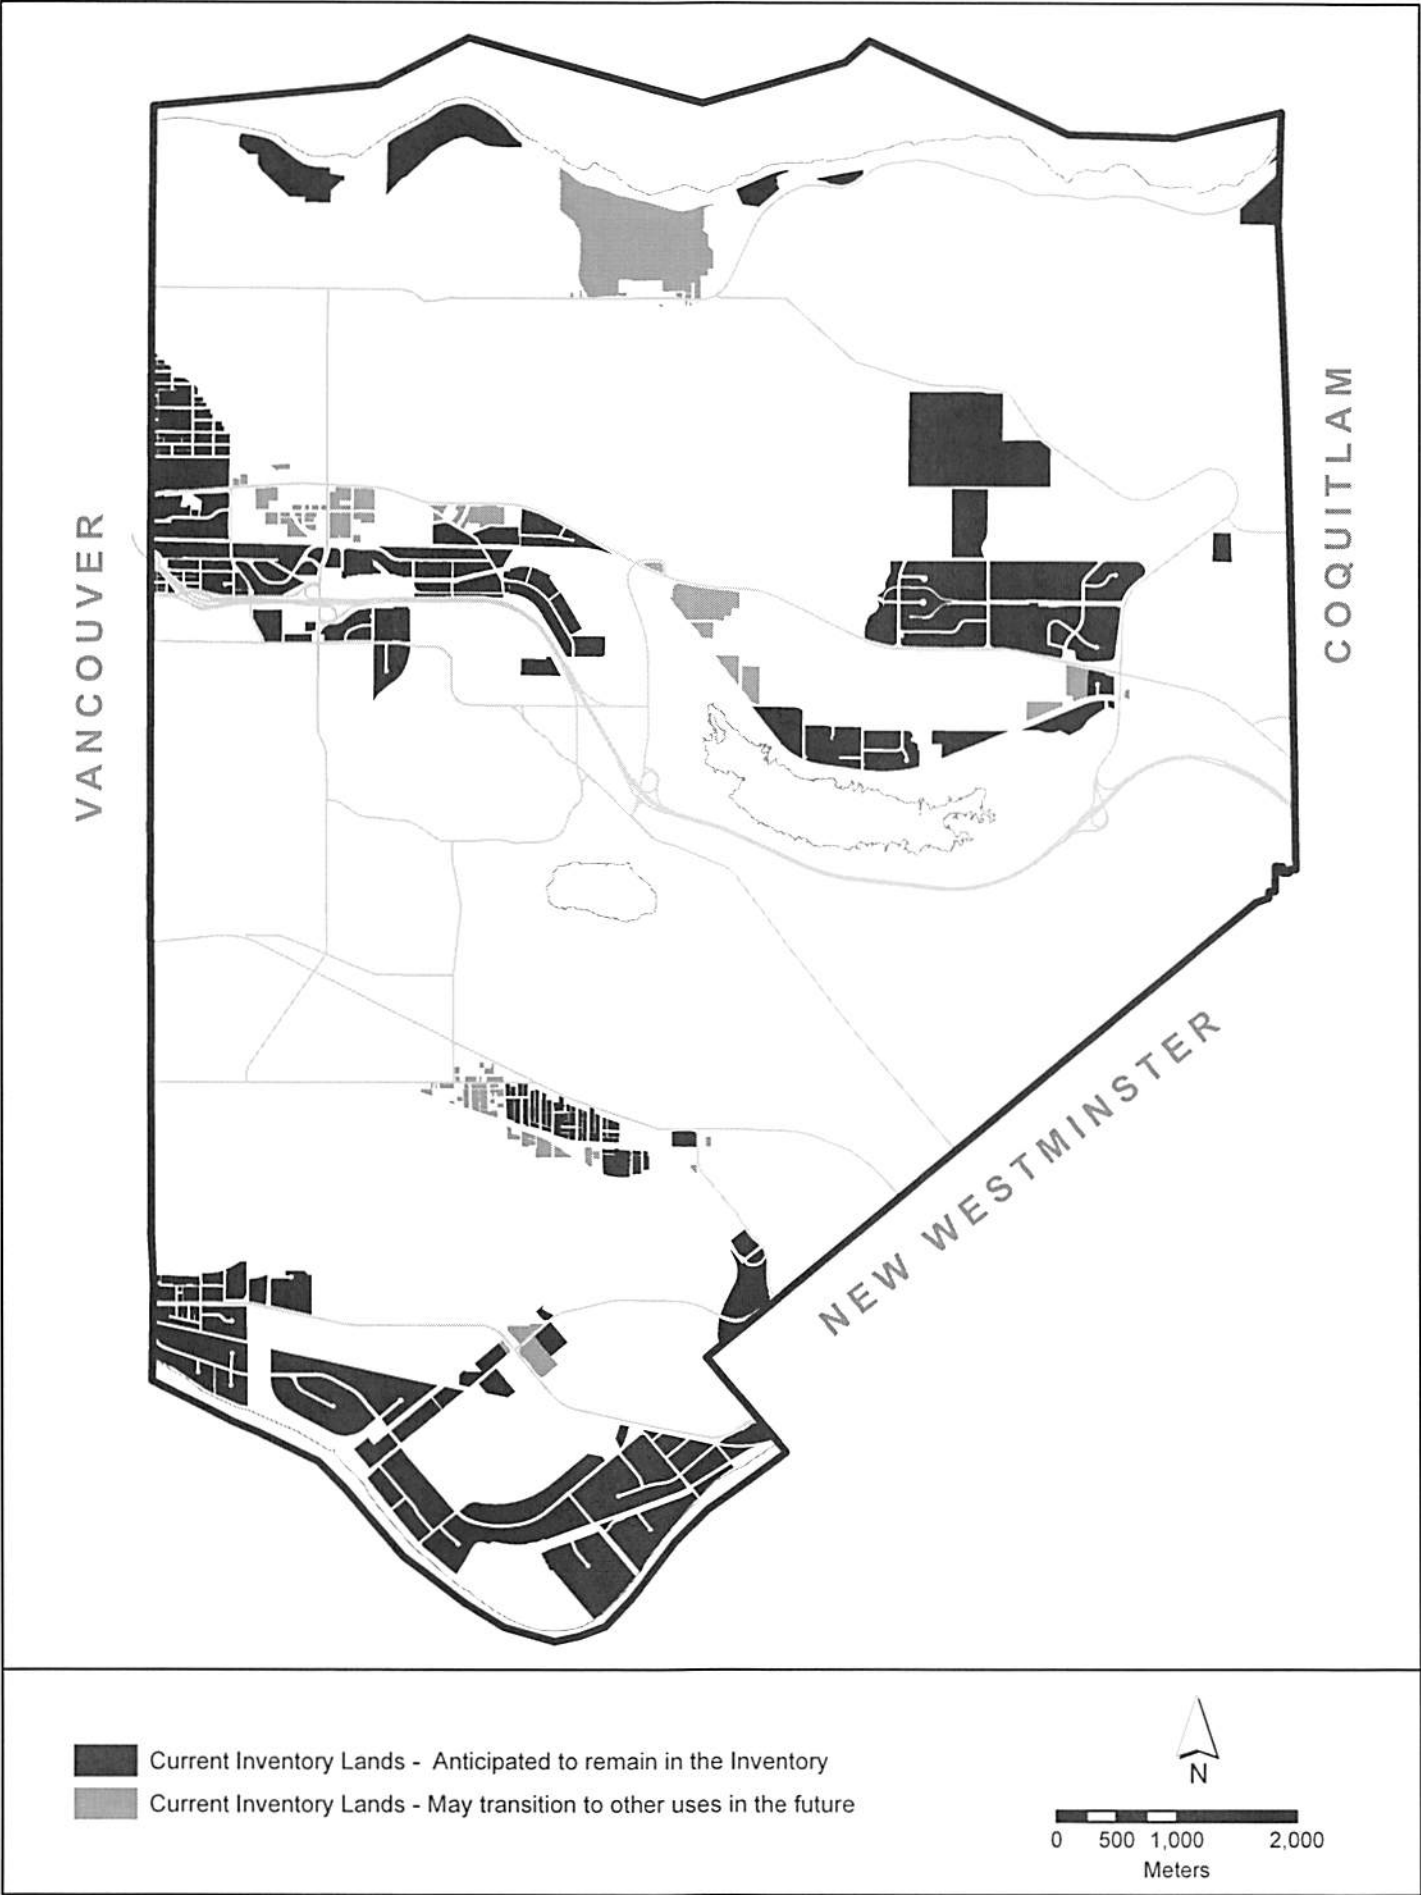 COQUITLAM
VANCOUVER
NEW WESTMINSTER
Current Inventory Lands - Anticipated to remain in the Inventory
Current Inventory Lands - May transition to other uses in the future
N
0 500 1,000 2,000
Meters